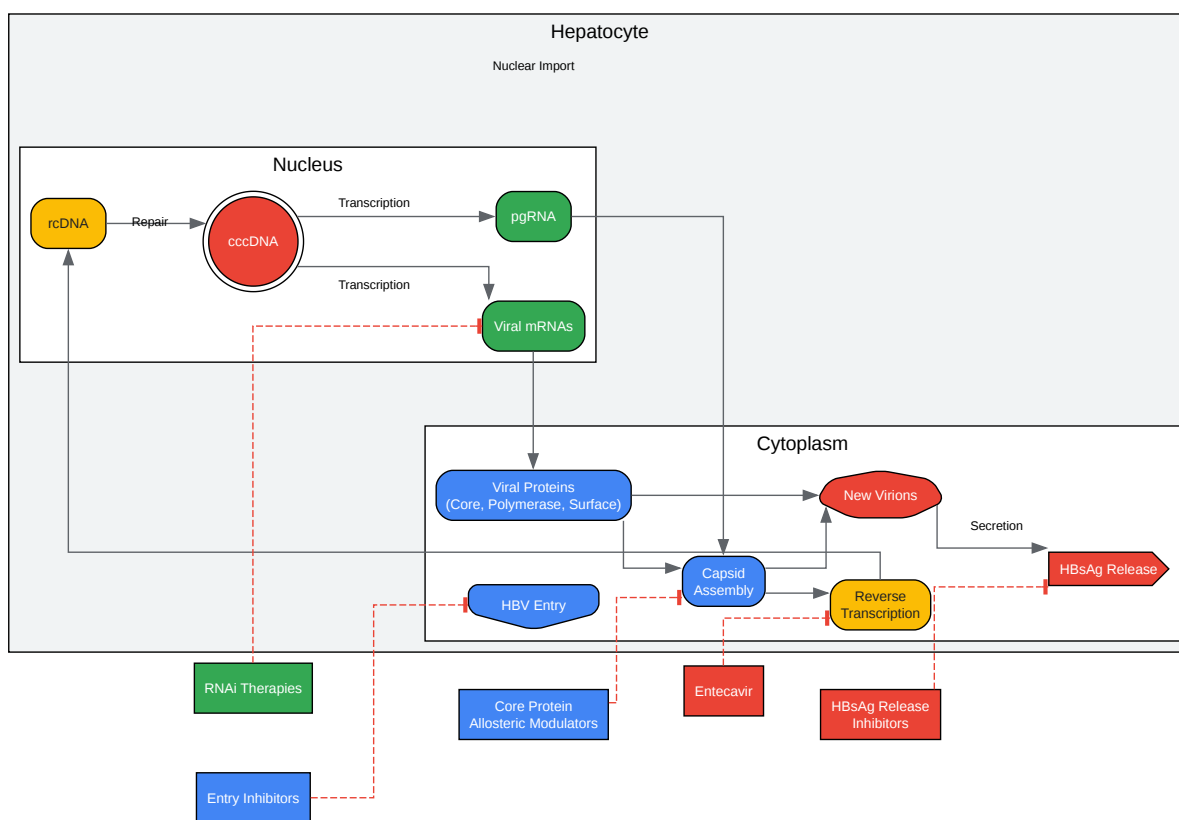 Hepatocyte
Nuclear Import
Nucleus
rcDNA
Repair
cccDNA
Transcription
pgRNA
Transcription
Viral mRNAs
Cytoplasm
Viral Proteins
(Core, Polymerase, Surface)
New Virions
Secretion
HBsAg Release
Capsid
Assembly
HBV Entry
Reverse
Transcription
RNAi Therapies
Core Protein
Allosteric Modulators
Entecavir
HBsAg Release
Inhibitors
Entry Inhibitors